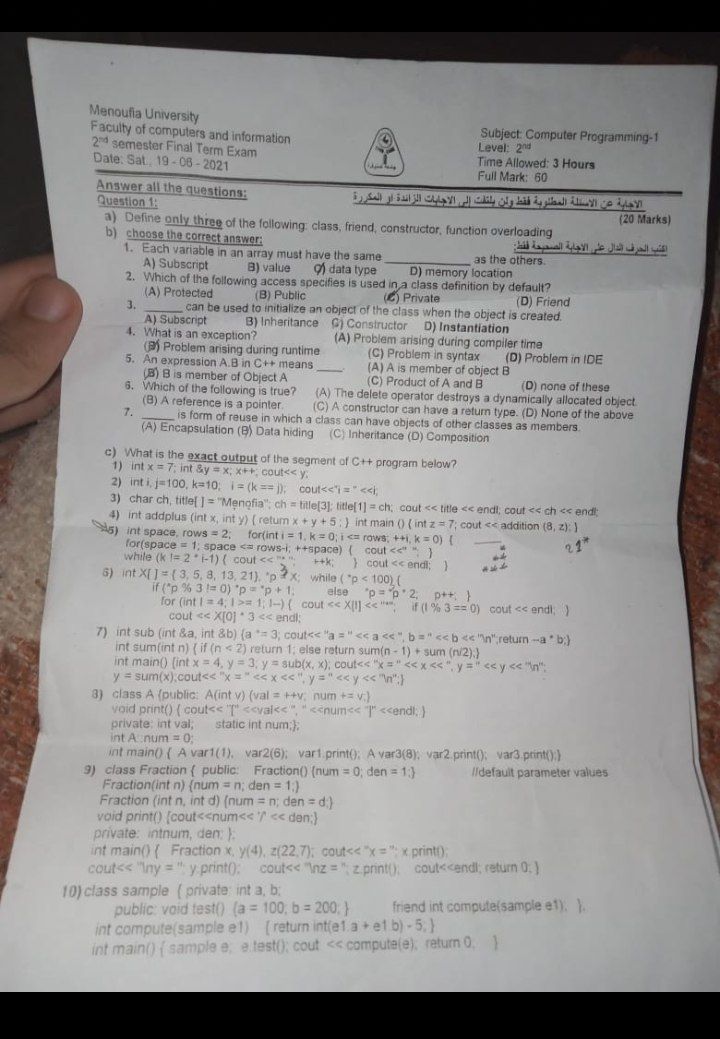 Menoufia University
Faculty of computers and information
2nd semester Final Term Exam
Date: Sat., 19 - 06 - 2021
Subject: Computer Programming-1
Level: 2nd
Time Allowed: 3 Hours
Full Mark: 60
Answer all the questions:
الاجابة عن الاسئلة المطلوبة فقط ولن يلتفت إلى الاجابات الزائدة او المكررة
Question 1:
(20 Marks)
a) Define only three of the following: class, friend, constructor, function overloading
b) choose the correct answer:
اكتب الحرف الدال على الاجابة الصحيحة فقط:
1. Each variable in an array must have the same ____________ as the others.
A) Subscript B) value C) data type D) memory location
2. Which of the following access specifies is used in a class definition by default?
(A) Protected (B) Public (C) Private (D) Friend
3. ______ can be used to initialize an object of the class when the object is created.
A) Subscript B) Inheritance C) Constructor D) Instantiation
4. What is an exception? (A) Problem arising during compiler time
(B) Problem arising during runtime (C) Problem in syntax (D) Problem in IDE
5. An expression A.B in C++ means ____. (A) A is member of object B
(B) B is member of Object A (C) Product of A and B (D) none of these
6. Which of the following is true? (A) The delete operator destroys a dynamically allocated object.
(B) A reference is a pointer. (C) A constructor can have a return type. (D) None of the above
7. _____ is form of reuse in which a class can have objects of other classes as members.
(A) Encapsulation (B) Data hiding (C) Inheritance (D) Composition
c) What is the exact output of the segment of C++ program below?
1) int x = 7; int &y = x; x++; cout<< y;
2) int i, j=100, k=10; i = (k == j); cout<<"i = " <<i;
3) char ch, title[ ] = "Menofia"; ch = title[3]; title[1] = ch; cout << title << endl; cout << ch << endl;
4) int addplus (int x, int y) { return x + y + 5 ; } int main () { int z = 7; cout << addition (8, z); }
5) int space, rows = 2; for(int i = 1, k = 0; i <= rows; ++i, k = 0) {
for(space = 1; space <= rows-i; ++space) { cout <<" "; }
while (k != 2 * i-1) { cout << "* "; ++k; } cout << endl; }
6) int X[ ] = { 3, 5, 8, 13, 21}, *p = X; while ( *p < 100) {
if (*p % 3 != 0) *p = *p + 1; else *p = *p * 2; p++; }
for (int I = 4; I >= 1; I--) { cout << X[I] << "*"; if (I % 3 == 0) cout << endl; }
cout << X[0] * 3 << endl;
7) int sub (int &a, int &b) {a *= 3; cout<< "a = " << a << ", b = " << b << "\n";return --a * b;}
int sum(int n) { if (n < 2) return 1; else return sum(n - 1) + sum (n/2);}
int main() {int x = 4, y = 3; y = sub(x, x); cout<< "x = " << x << ", y = " << y << "\n";
y = sum(x);cout<< "x = " << x << ", y = " << y << "\n";}
8) class A {public: A(int v) {val = ++v; num += v;}
void print() { cout<< "[" <<val<< ", " <<num<< "]" <<endl; }
private: int val; static int num;};
int A::num = 0;
int main() { A var1(1), var2(6); var1.print(); A var3(8); var2.print(); var3.print();}
9) class Fraction { public: Fraction() {num = 0; den = 1;} //default parameter values
Fraction(int n) {num = n; den = 1;}
Fraction (int n, int d) {num = n; den = d;}
void print() {cout<<num<< '/' << den;}
private: intnum, den; };
int main() { Fraction x, y(4), z(22,7); cout<< "x = "; x.print();
cout<< "\ny = "; y.print(); cout<< "\nz = "; z.print(); cout<<endl; return 0; }
10) class sample { private: int a, b;
public: void test() {a = 100; b = 200; } friend int compute(sample e1); };
int compute(sample e1) { return int(e1.a + e1.b) - 5; }
int main() { sample e; e.test(); cout << compute(e); return 0; }